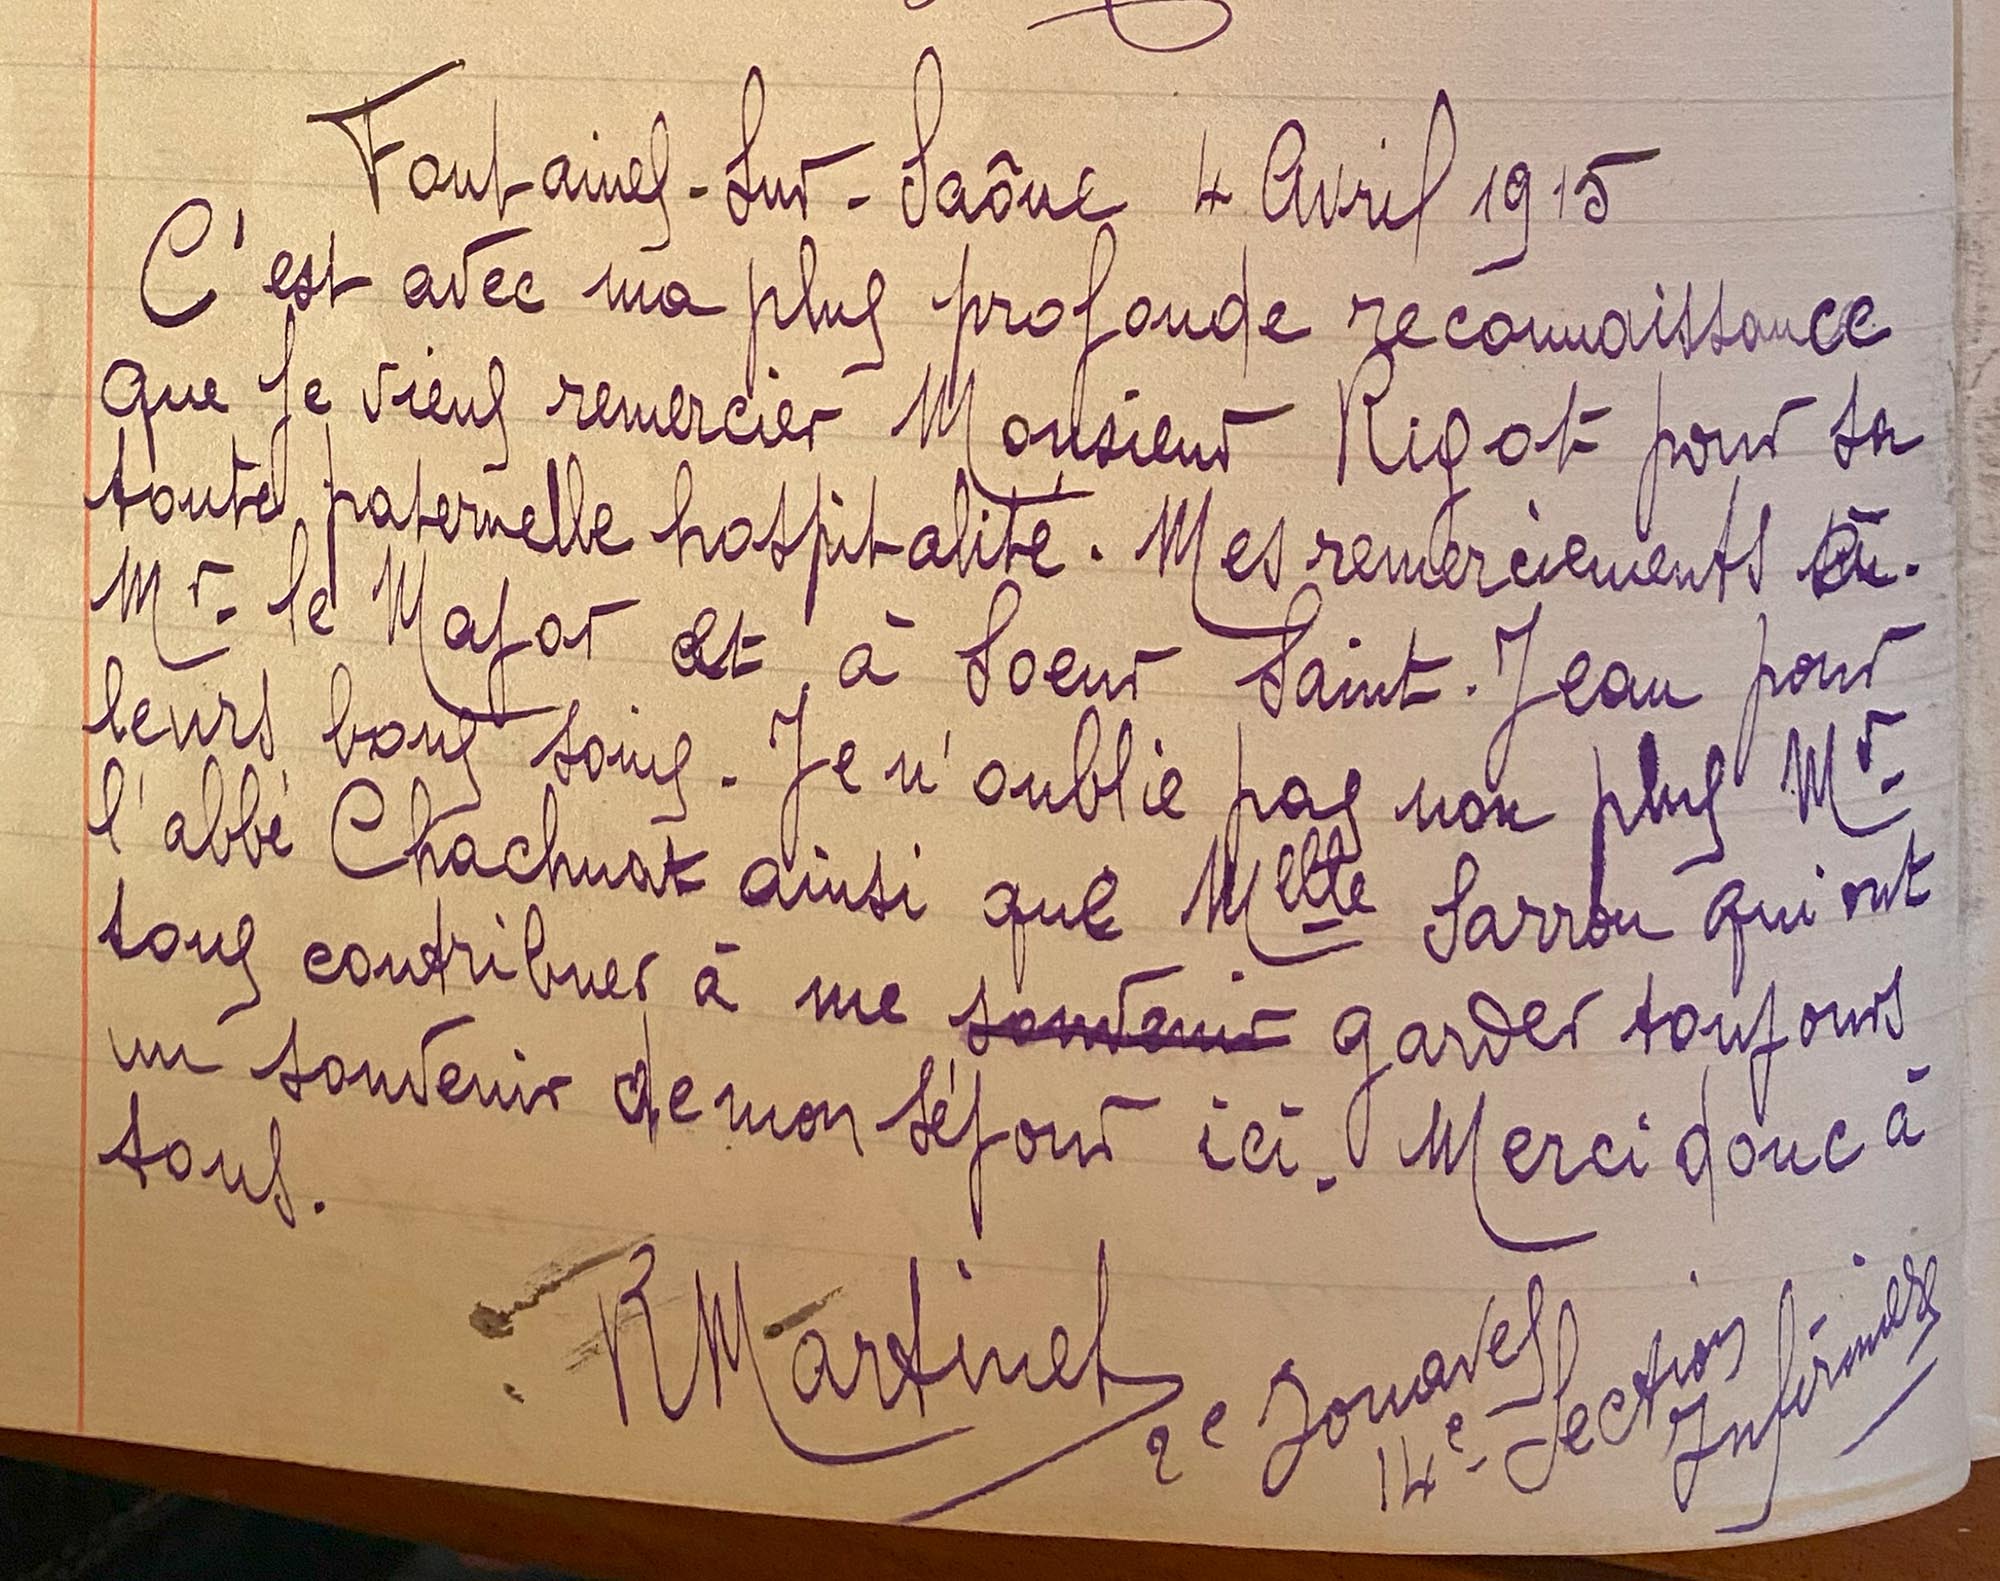 Fontaines-Sur-Saône 4 Avril 1915
C'est avec ma plus profonde reconnaissance
que je viens remercier Monsieur Rigot pour sa
toute paternelle hospitalité. Mes remerciements à
Mr le Major et à Soeur Saint-Jean pour
leurs bons soins. Je n'oublie pas non plus Mr
l'abbé Chachuat ainsi que Melle Sarron qui ont
tous contribuer à me souvenir garder toujours
un souvenir de mon séjour ici. Merci donc à
tous.
R Martinet
2e Zouaves
14e Section
Infirmiers